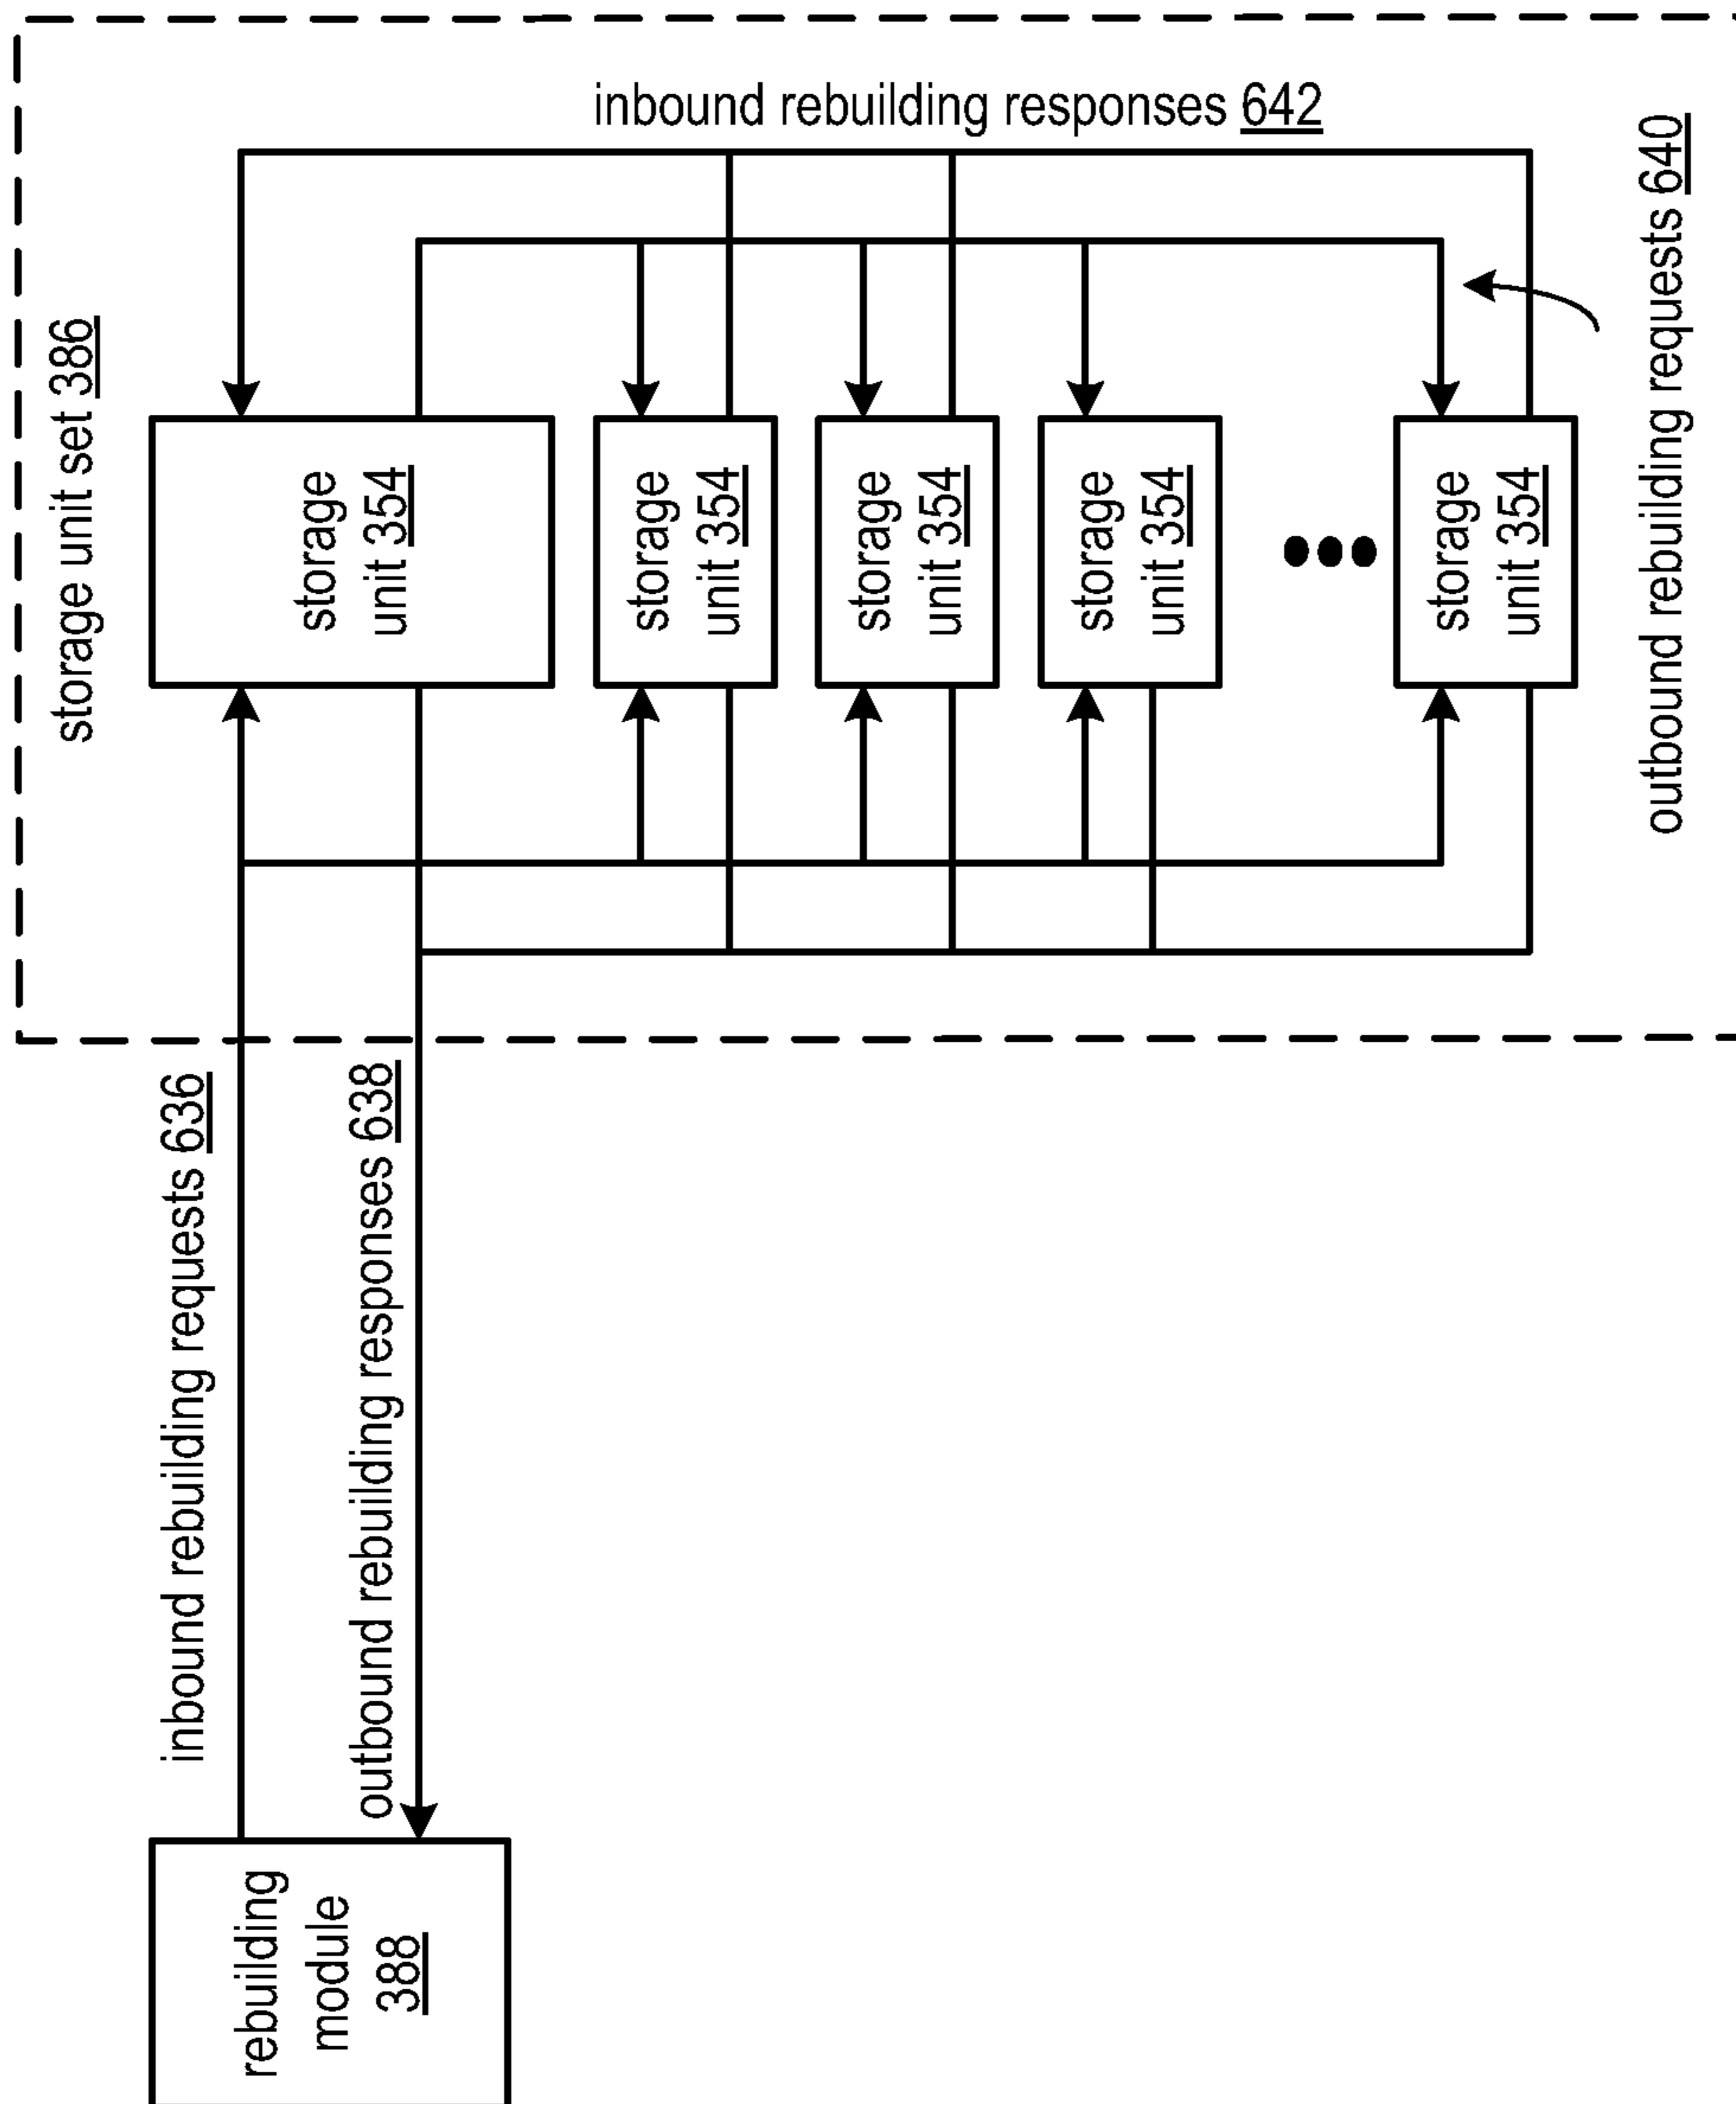 inbound rebuilding responses 642
outbound rebuilding requests 640
storage unit set 386
storage
unit 354
storage
unit 354
storage
unit 354
storage
unit 354
storage
unit 354
inbound rebuilding requests 636
outbound rebuilding responses 638
rebuilding
module
388